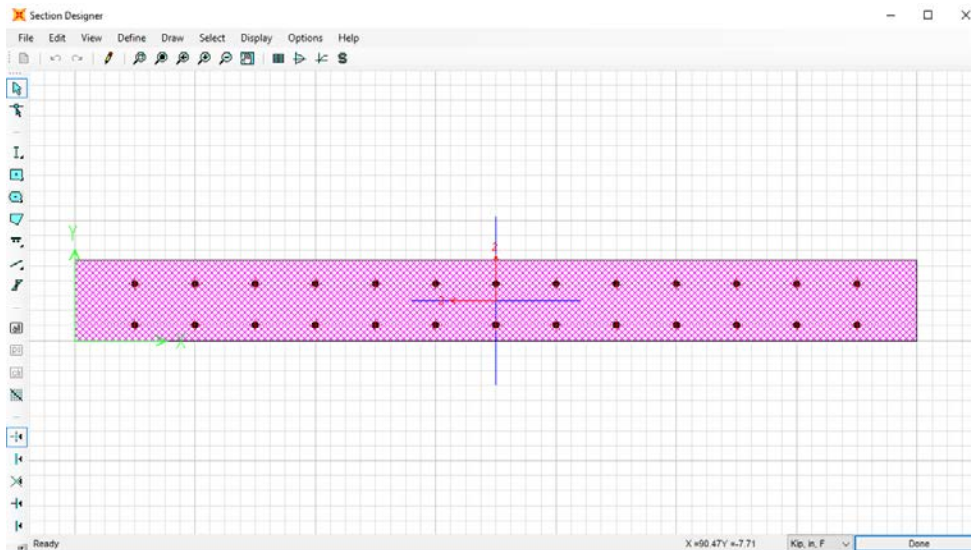 Section Designer
File Edit View Define Draw Select Display Options Help
S
Y
2
3
X
Ready X =90.47Y =-7.71 Kip, in, F Done